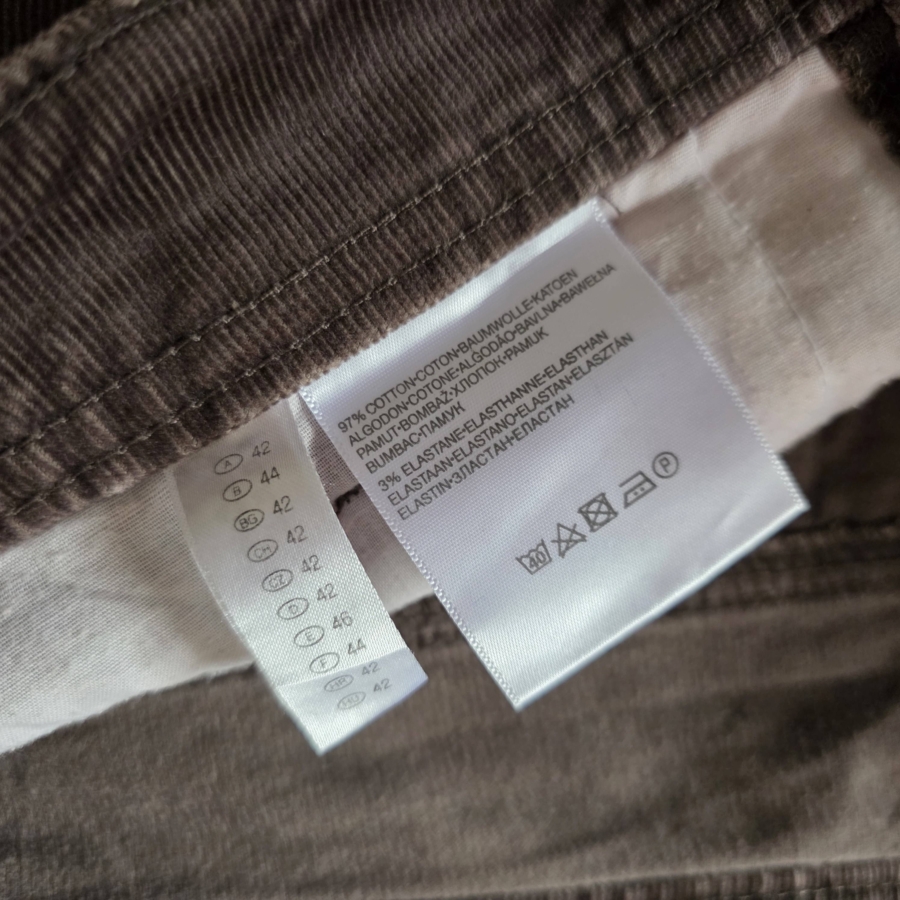 A 42
B 44
BG 42
CH 42
CZ 42
D 42
E 46
F 44
HR 42
HU 42
97% COTTON•COTON•BAUMWOLLE•KATOEN
ALGODON•COTONE•ALGODÃO•BAVLNA•BAWEŁNA
PAMUT•BOMBAŽ•ХЛОПОК•PAMUK
BUMBAC•ПАМУК
3% ELASTANE•ELASTHANNE•ELASTHAN
ELASTAAN•ELASTANO•ELASTAN•ELASZTÁN
ELASTIN•ЭЛАСТАН•ЕЛАСТАН
40
P